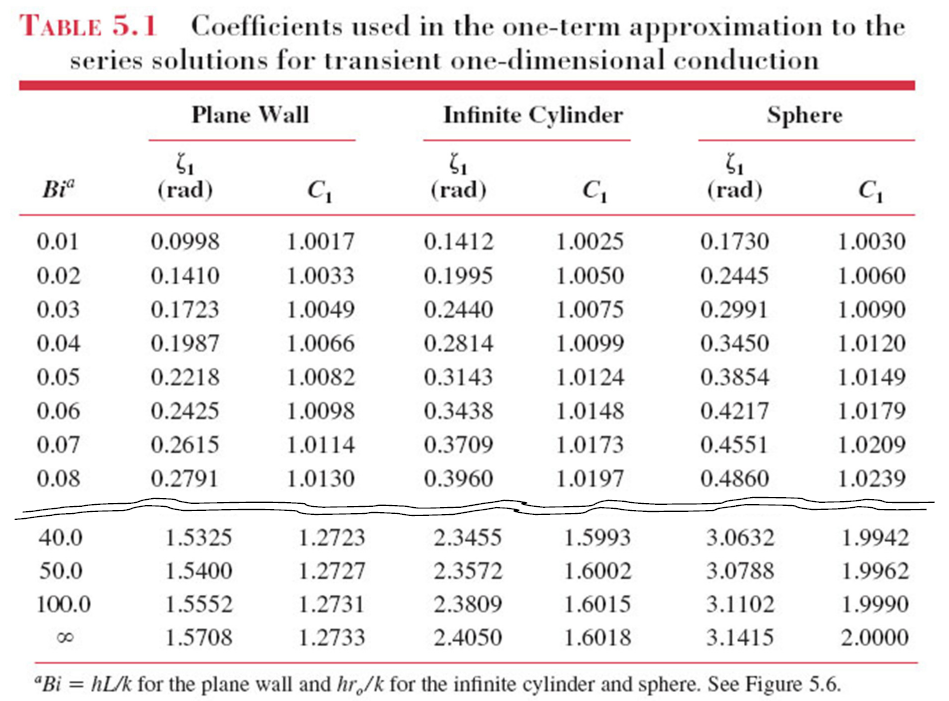 TABLE 5.1 Coefficients used in the one-term approximation to the
series solutions for transient one-dimensional conduction
Plane Wall Infinite Cylinder Sphere
ζ₁ ζ₁ ζ₁
Biᵃ (rad) C₁ (rad) C₁ (rad) C₁
0.01 0.0998 1.0017 0.1412 1.0025 0.1730 1.0030
0.02 0.1410 1.0033 0.1995 1.0050 0.2445 1.0060
0.03 0.1723 1.0049 0.2440 1.0075 0.2991 1.0090
0.04 0.1987 1.0066 0.2814 1.0099 0.3450 1.0120
0.05 0.2218 1.0082 0.3143 1.0124 0.3854 1.0149
0.06 0.2425 1.0098 0.3438 1.0148 0.4217 1.0179
0.07 0.2615 1.0114 0.3709 1.0173 0.4551 1.0209
0.08 0.2791 1.0130 0.3960 1.0197 0.4860 1.0239
40.0 1.5325 1.2723 2.3455 1.5993 3.0632 1.9942
50.0 1.5400 1.2727 2.3572 1.6002 3.0788 1.9962
100.0 1.5552 1.2731 2.3809 1.6015 3.1102 1.9990
∞ 1.5708 1.2733 2.4050 1.6018 3.1415 2.0000
ᵃBi = hL/k for the plane wall and hrₒ/k for the infinite cylinder and sphere. See Figure 5.6.